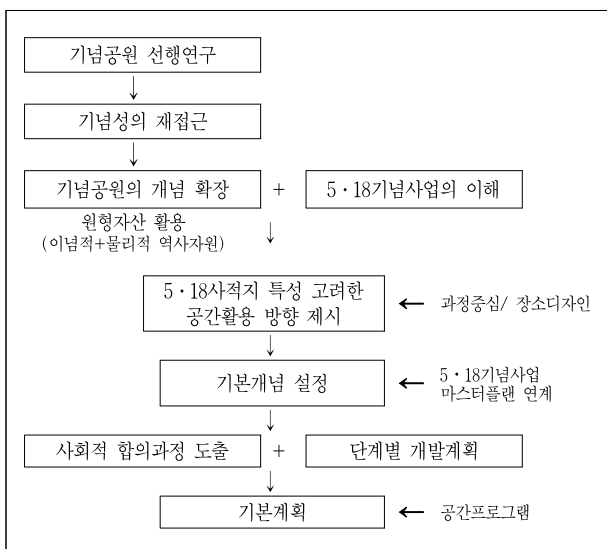 기념공원 선행연구
기념성의 재접근
기념공원의 개념 확장 + 5·18기념사업의 이해
원형자산 활용
(이념적+물리적 역사자원)
5·18사적지 특성 고려한
공간활용 방향 제시
과정중심/ 장소디자인
기본개념 설정
5·18기념사업
마스터플랜 연계
사회적 합의과정 도출 + 단계별 개발계획
기본계획
공간프로그램